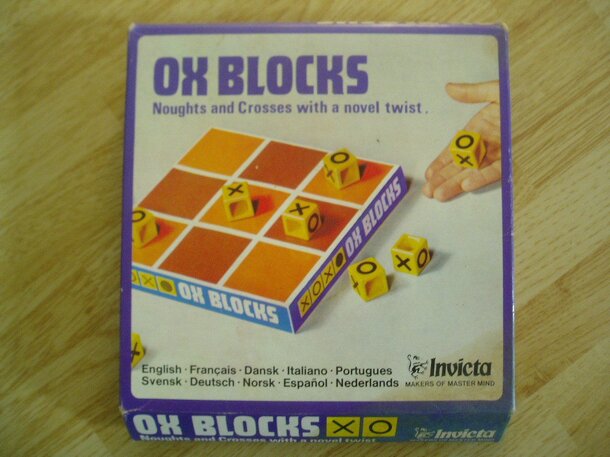 OX BLOCKS
Noughts and Crosses with a novel twist.
OX BLOCKS
OX BLOCKS
English · Français · Dansk · Italiano · Portugues
Svensk · Deutsch · Norsk · Español · Nederlands
Invicta
MAKERS OF MASTER MIND
OX BLOCKS X O
Noughts and Crosses with a novel twist
Invicta